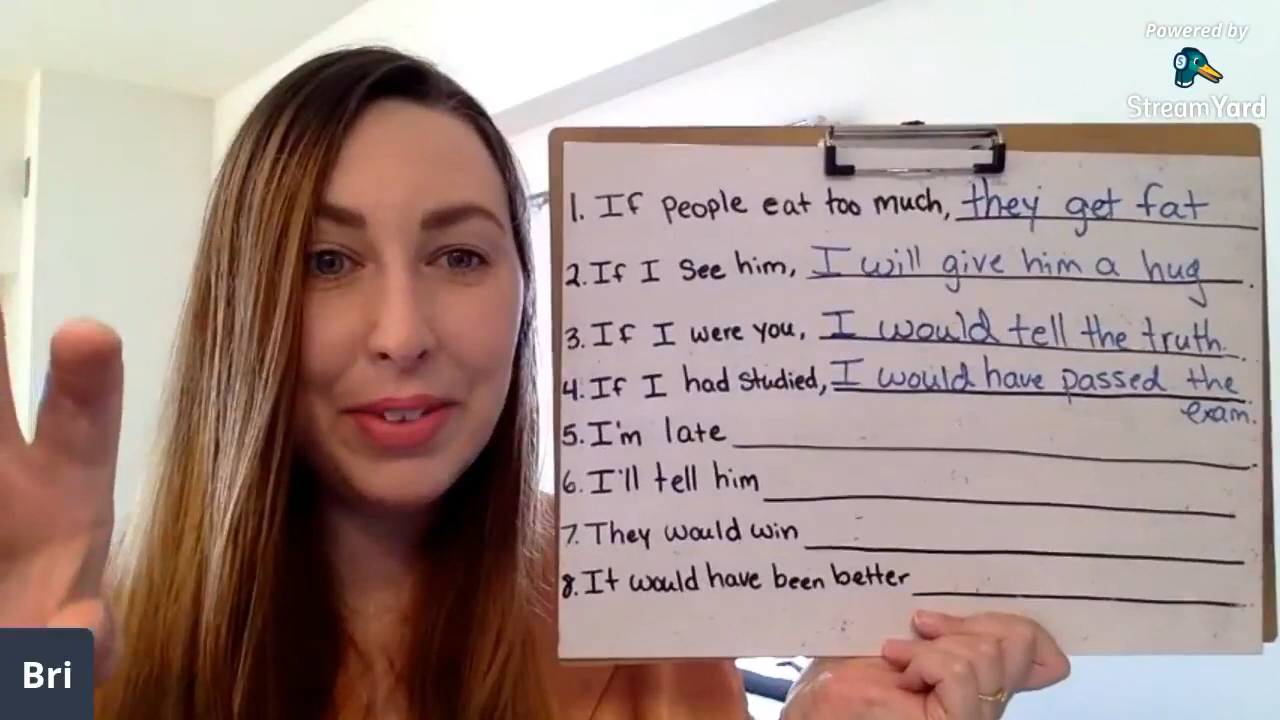 Powered by
StreamYard
1. If people eat too much, they get fat
2. If I see him, I will give him a hug.
3. If I were you, I would tell the truth.
4. If I had studied, I would have passed the
exam.
5. I'm late
6. I'll tell him
7. They would win
8. It would have been better
Bri